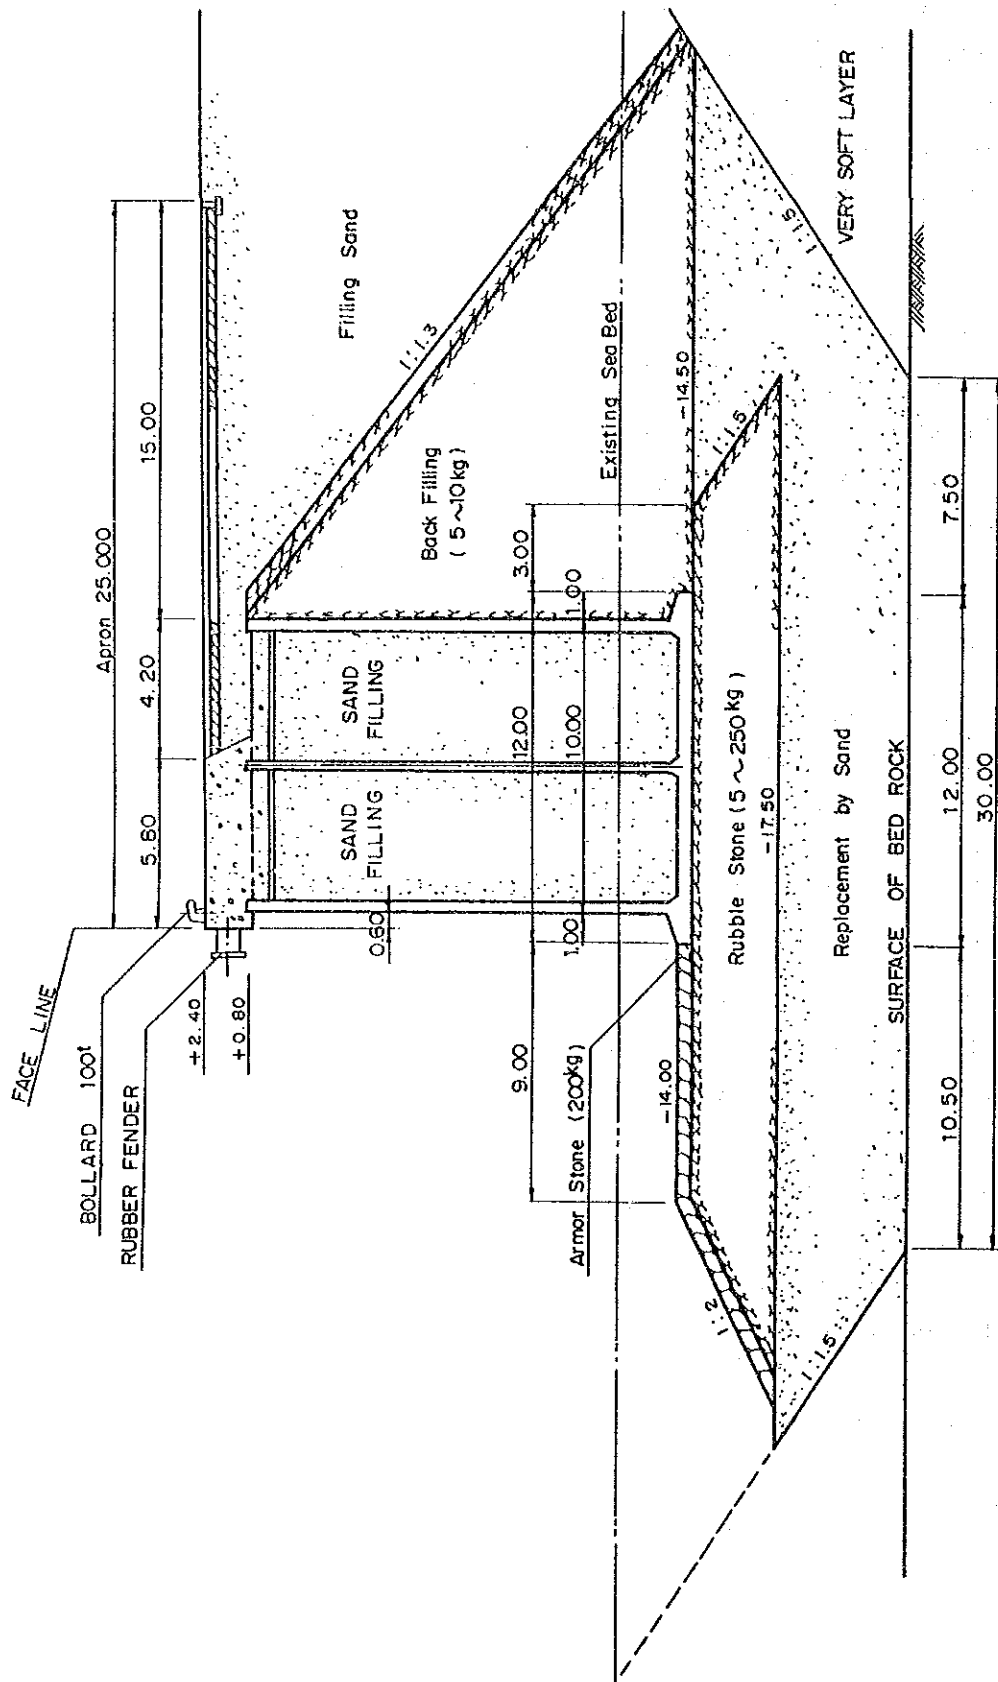 FACE LINE
BOLLARD 100t
RUBBER FENDER
+2.40
+0.80
Apron 25.000
5.80
4.20
15.00
Filling Sand
1:1.3
Back Filling
(5~10kg)
SAND
FILLING
SAND
FILLING
0.60
Existing Sea Bed
9.00
12.00
3.00
1.00
10.00
1.00
Armor Stone (200kg)
-14.00
-14.50
1:2
1:1.5
Rubble Stone (5~250kg)
-17.50
Replacement by Sand
1:1.5
1:1.5
VERY SOFT LAYER
SURFACE OF BED ROCK
10.50
12.00
7.50
30.00